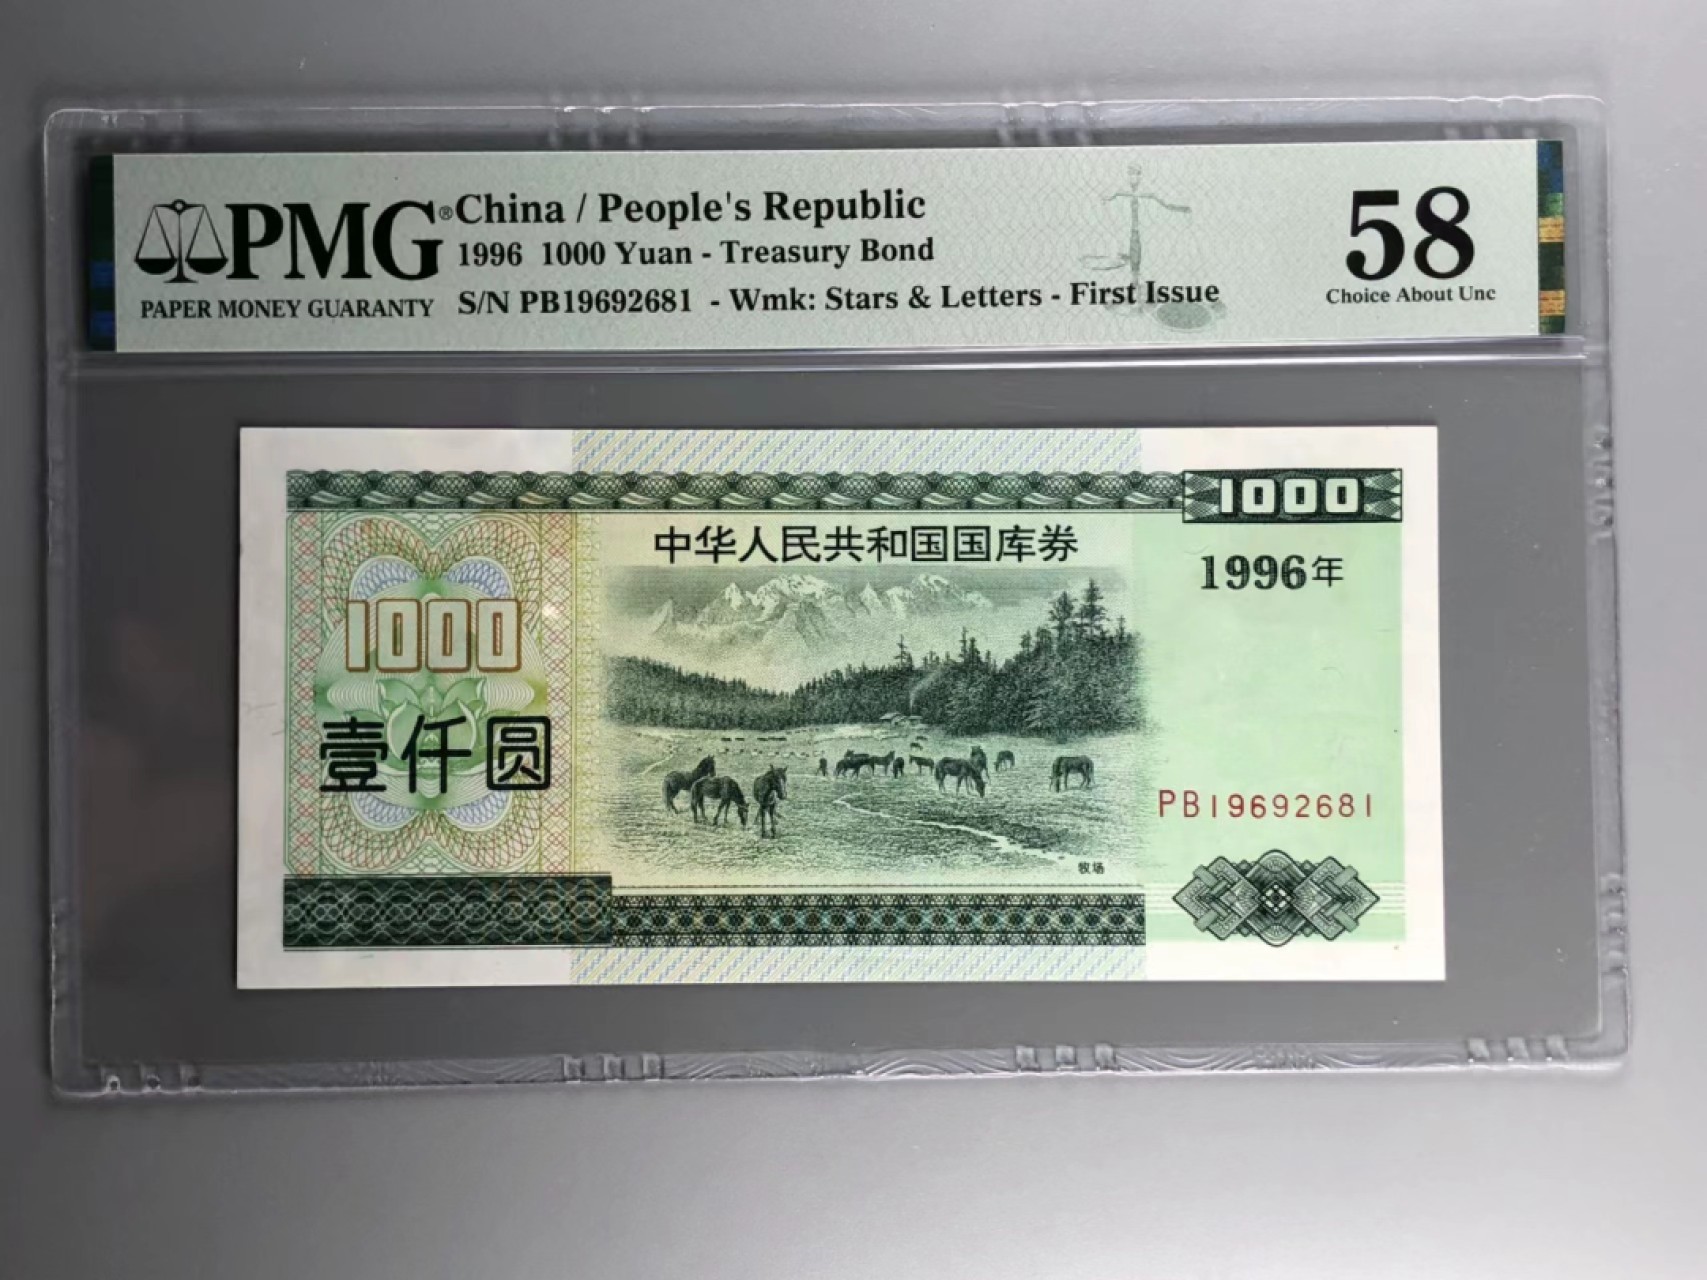 PMG®
PAPER MONEY GUARANTY
China / People's Republic
1996 1000 Yuan - Treasury Bond
S/N PB19692681 - Wmk: Stars & Letters - First Issue
58
Choice About Unc
1000
中华人民共和国国库券
1996年
1000
壹仟圆
PB19692681
牧场